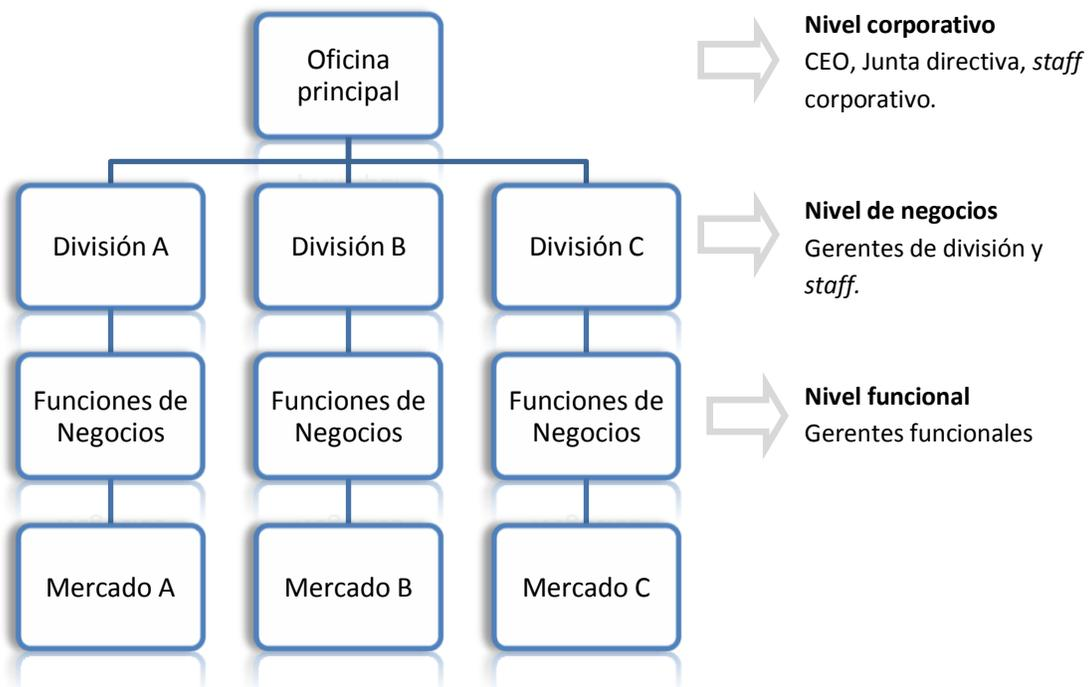 Oficina
principal
Nivel corporativo
CEO, Junta directiva, staff
corporativo.
División A
División B
División C
Nivel de negocios
Gerentes de división y
staff.
Funciones de
Negocios
Funciones de
Negocios
Funciones de
Negocios
Nivel funcional
Gerentes funcionales
Mercado A
Mercado B
Mercado C